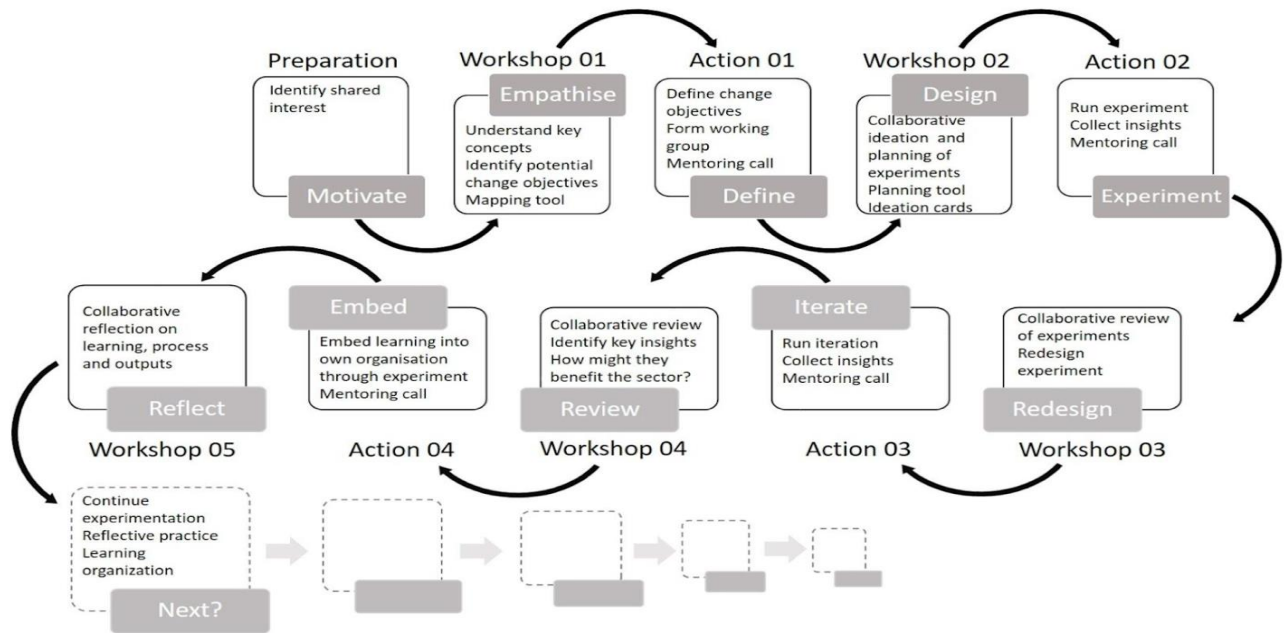 Preparation
Identify shared
interest
Motivate
Workshop 01
Empathise
Understand key
concepts
Identify potential
change objectives
Mapping tool
Action 01
Define change
objectives
Form working
group
Mentoring call
Define
Workshop 02
Design
Collaborative
ideation and
planning of
experiments
Planning tool
Ideation cards
Action 02
Run experiment
Collect insights
Mentoring call
Experiment
Collaborative review
of experiments
Redesign
experiment
Redesign
Workshop 03
Iterate
Run iteration
Collect insights
Mentoring call
Action 03
Collaborative review
Identify key insights
How might they
benefit the sector?
Review
Workshop 04
Embed
Embed learning into
own organisation
through experiment
Mentoring call
Action 04
Collaborative
reflection on
learning, process
and outputs
Reflect
Workshop 05
Continue
experimentation
Reflective practice
Learning
organization
Next?